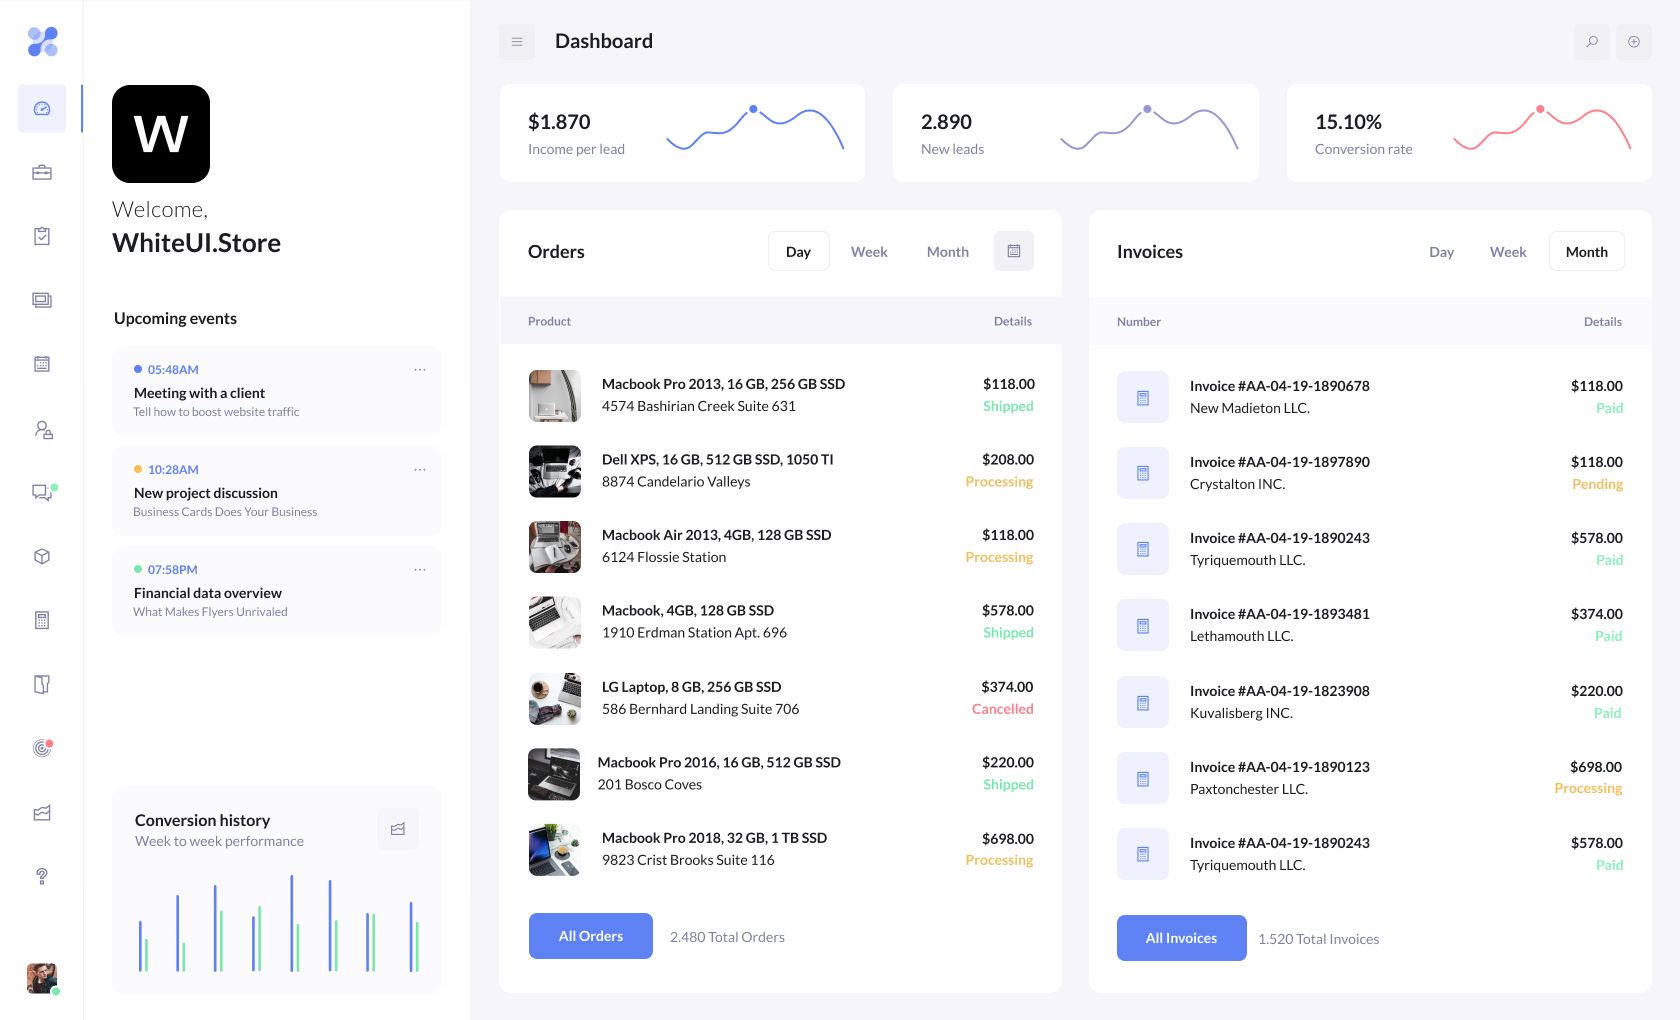 W
Welcome,
WhiteUI.Store
Upcoming events
05:48AM
Meeting with a client
Tell how to boost website traffic
10:28AM
New project discussion
Business Cards Does Your Business
07:58PM
Financial data overview
What Makes Flyers Unrivaled
Conversion history
Week to week performance
Dashboard
$1.870
Income per lead
2.890
New leads
15.10%
Conversion rate
Orders
Day Week Month
Product Details
Macbook Pro 2013, 16 GB, 256 GB SSD $118.00
4574 Bashirian Creek Suite 631 Shipped
Dell XPS, 16 GB, 512 GB SSD, 1050 TI $208.00
8874 Candelario Valleys Processing
Macbook Air 2013, 4GB, 128 GB SSD $118.00
6124 Flossie Station Processing
Macbook, 4GB, 128 GB SSD $578.00
1910 Erdman Station Apt. 696 Shipped
LG Laptop, 8 GB, 256 GB SSD $374.00
586 Bernhard Landing Suite 706 Cancelled
Macbook Pro 2016, 16 GB, 512 GB SSD $220.00
201 Bosco Coves Shipped
Macbook Pro 2018, 32 GB, 1 TB SSD $698.00
9823 Crist Brooks Suite 116 Processing
All Orders 2.480 Total Orders
Invoices
Day Week Month
Number Details
Invoice #AA-04-19-1890678 $118.00
New Madieton LLC. Paid
Invoice #AA-04-19-1897890 $118.00
Crystalton INC. Pending
Invoice #AA-04-19-1890243 $578.00
Tyriquemouth LLC. Paid
Invoice #AA-04-19-1893481 $374.00
Lethamouth LLC. Paid
Invoice #AA-04-19-1823908 $220.00
Kuvalisberg INC. Paid
Invoice #AA-04-19-1890123 $698.00
Paxtonchester LLC. Processing
Invoice #AA-04-19-1890243 $578.00
Tyriquemouth LLC. Paid
All Invoices 1.520 Total Invoices